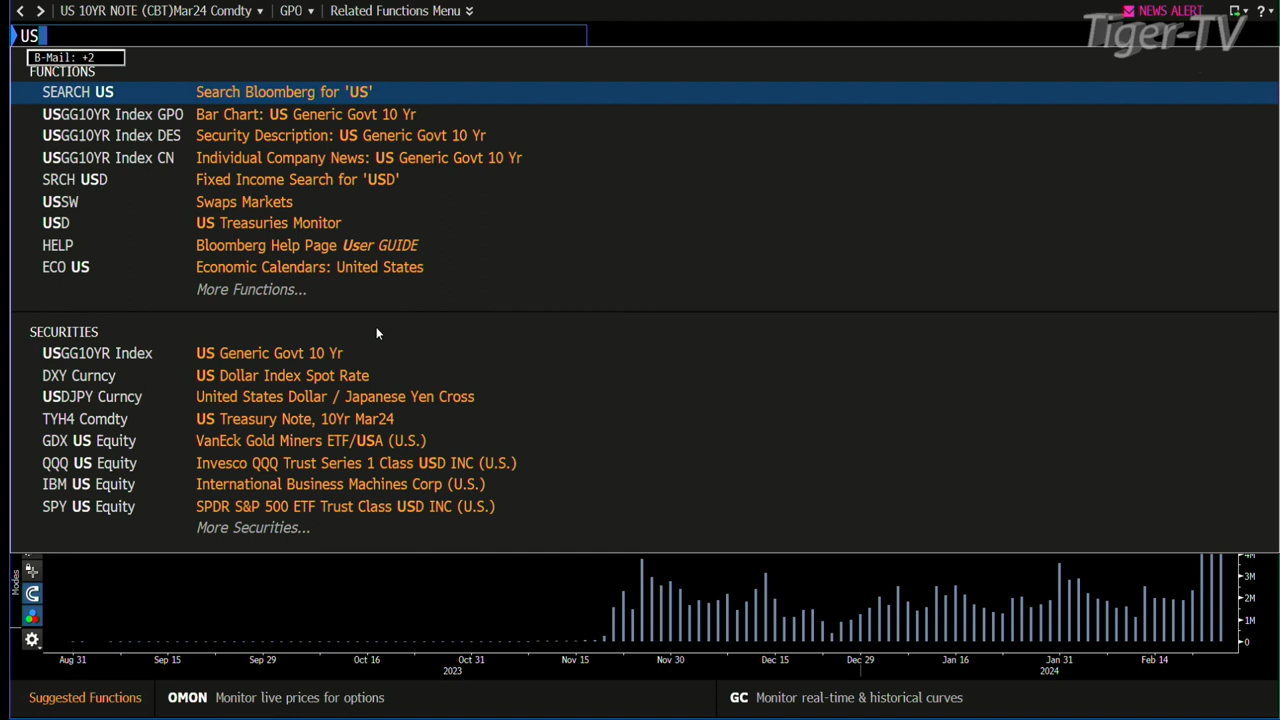 US 10YR NOTE (CBT)Mar24 Comdty GPO Related Functions Menu NEWS ALERT ?
Tiger-TV
US
B-Mail: +2
FUNCTIONS
SEARCH US Search Bloomberg for 'US'
USGG10YR Index GPO Bar Chart: US Generic Govt 10 Yr
USGG10YR Index DES Security Description: US Generic Govt 10 Yr
USGG10YR Index CN Individual Company News: US Generic Govt 10 Yr
SRCH USD Fixed Income Search for 'USD'
USSW Swaps Markets
USD US Treasuries Monitor
HELP Bloomberg Help Page User GUIDE
ECO US Economic Calendars: United States
More Functions...
SECURITIES
USGG10YR Index US Generic Govt 10 Yr
DXY Curncy US Dollar Index Spot Rate
USDJPY Curncy United States Dollar / Japanese Yen Cross
TYH4 Comdty US Treasury Note, 10Yr Mar24
GDX US Equity VanEck Gold Miners ETF/USA (U.S.)
QQQ US Equity Invesco QQQ Trust Series 1 Class USD INC (U.S.)
IBM US Equity International Business Machines Corp (U.S.)
SPY US Equity SPDR S&P 500 ETF Trust Class USD INC (U.S.)
More Securities...
4M
3M
2M
1M
0
Modes
Aug 31 Sep 15 Sep 29 Oct 16 Oct 31 Nov 15 Nov 30 Dec 15 Dec 29 Jan 16 Jan 31 Feb 14
2023 2024
Suggested Functions OMON Monitor live prices for options GC Monitor real-time & historical curves